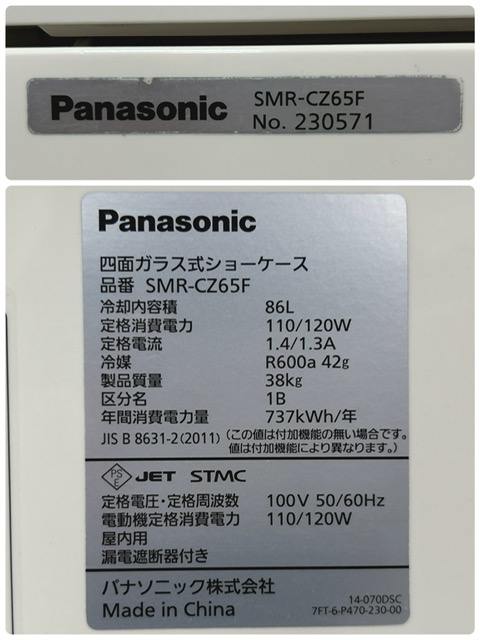 Panasonic SMR-CZ65F
No. 230571
Panasonic
四面ガラス式ショーケース
品番 SMR-CZ65F
冷却内容積 86L
定格消費電力 110/120W
定格電流 1.4/1.3A
冷媒 R600a 42g
製品質量 38kg
区分名 1B
年間消費電力量 737kWh/年
JIS B 8631-2(2011) (この値は付加機能の無い場合です。
値は付加機能により異なります。)
PS
E JET STMC
定格電圧・定格周波数 100V 50/60Hz
電動機定格消費電力 110/120W
屋内用
漏電遮断器付き
パナソニック株式会社
14-070DSC
Made in China 7FT-6-P470-230-00